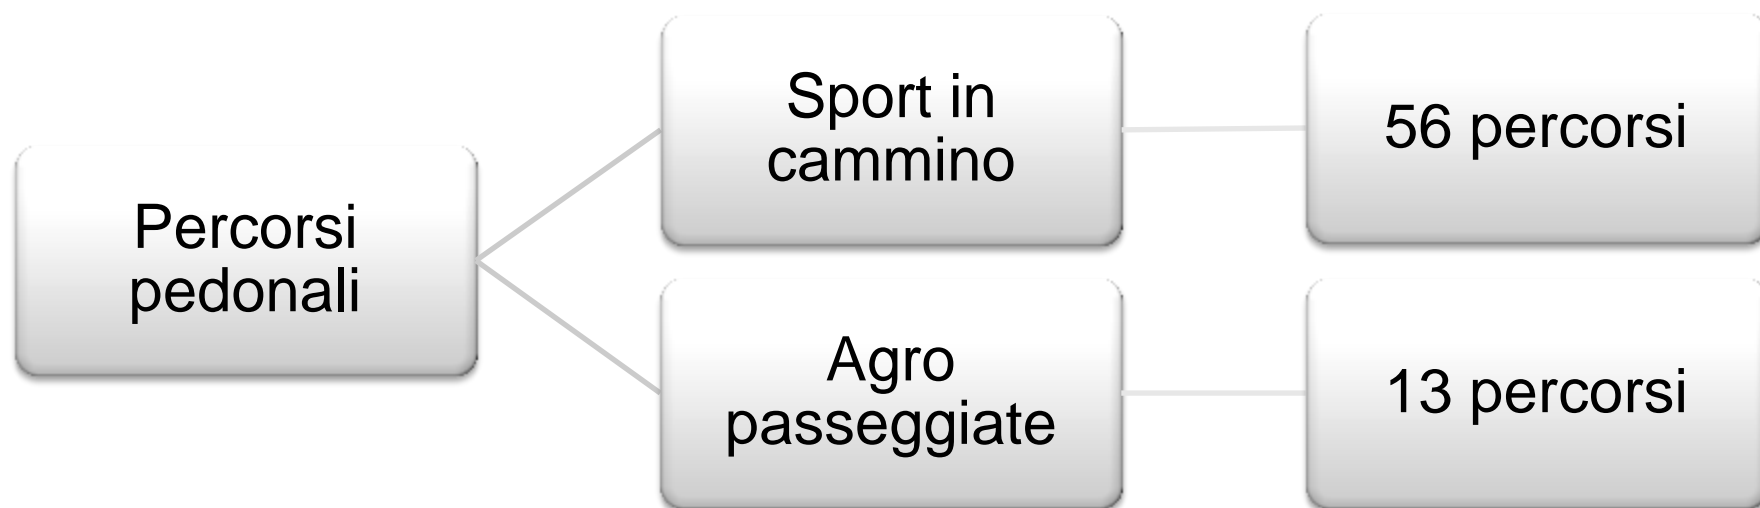 Percorsi
pedonali
Sport in
cammino
56 percorsi
Agro
passeggiate
13 percorsi